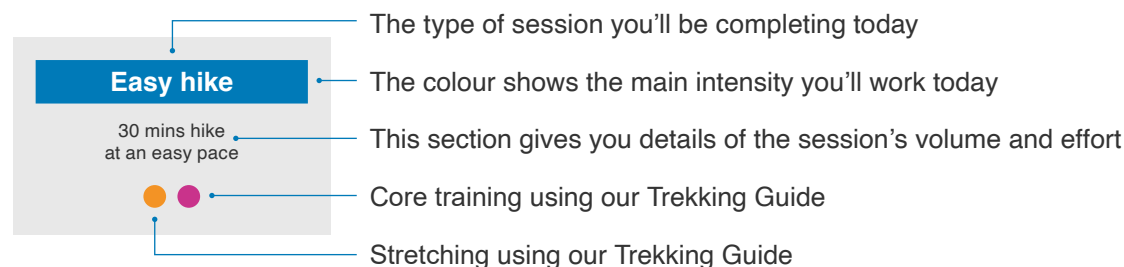 The type of session you’ll be completing today
Easy hike
The colour shows the main intensity you’ll work today
30 mins hike
at an easy pace
This section gives you details of the session’s volume and effort
Core training using our Trekking Guide
Stretching using our Trekking Guide